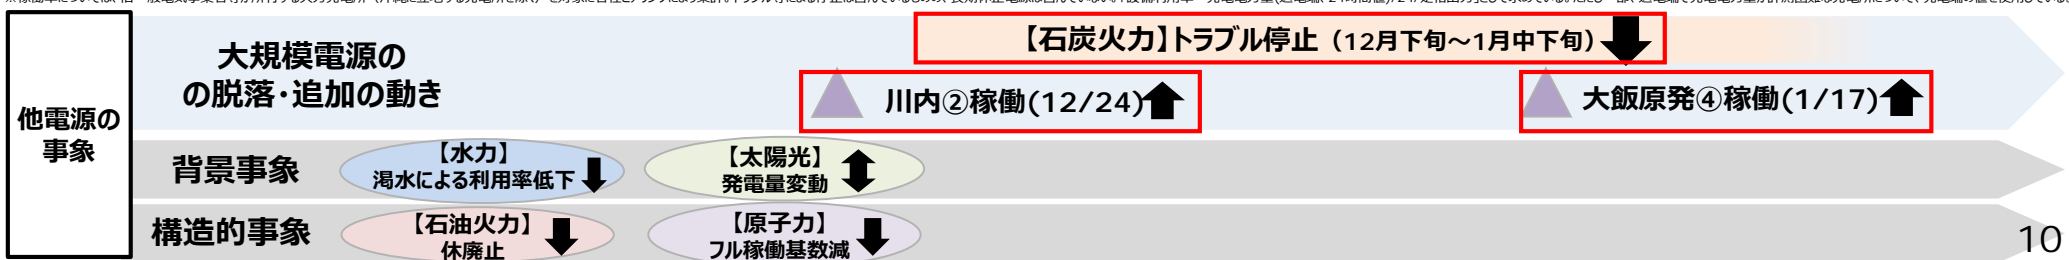 他電源の
事象
大規模電源の
の脱落・追加の動き
【石炭火力】トラブル停止（12月下旬～1月中下旬）
川内②稼働(12/24)
大飯原発④稼働(1/17)
背景事象
【水力】
渇水による利用率低下
【太陽光】
発電量変動
構造的事象
【石油火力】
休廃止
【原子力】
フル稼働基数減
10